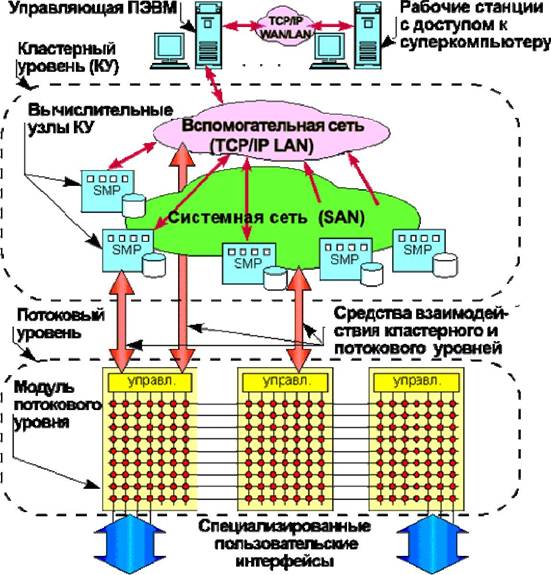 Управляющая ПЭВМ
TCP/IP
WAN/LAN
Рабочие станции
с доступом к
суперкомпьютеру
Кластерный
уровень (КУ)
Вычислительные
узлы КУ
Вспомогательная сеть
(TCP/IP LAN)
SMP
Системная сеть (SAN)
SMP
SMP
SMP
SMP
Потоковый
уровень
Средства взаимодей-
ствия кластерного и
потокового уровней
Модуль
потокового
уровня
управл.
управл.
управл.
Специализированные
пользовательские
интерфейсы